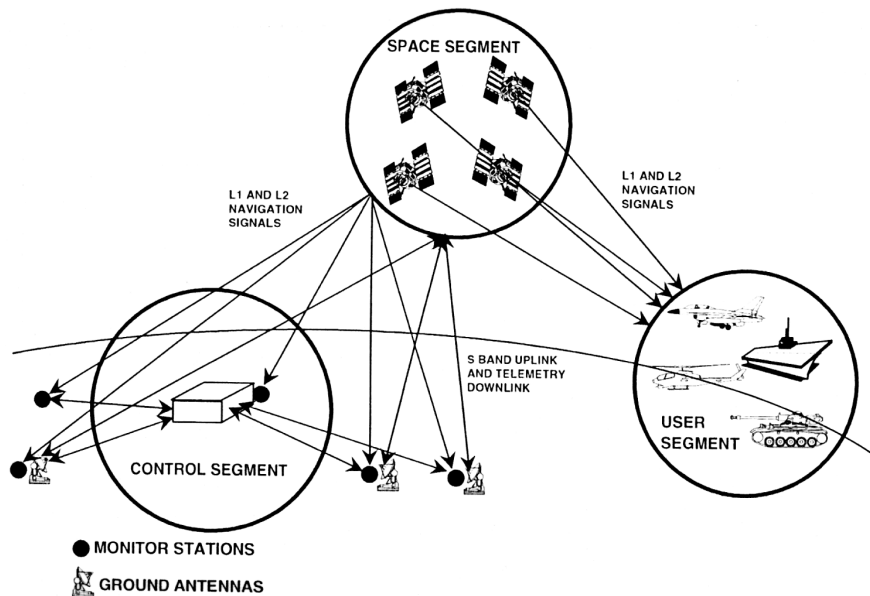 SPACE SEGMENT
L1 AND L2
NAVIGATION
SIGNALS
L1 AND L2
NAVIGATION
SIGNALS
S BAND UPLINK
AND TELEMETRY
DOWNLINK
USER
SEGMENT
CONTROL SEGMENT
MONITOR STATIONS
GROUND ANTENNAS